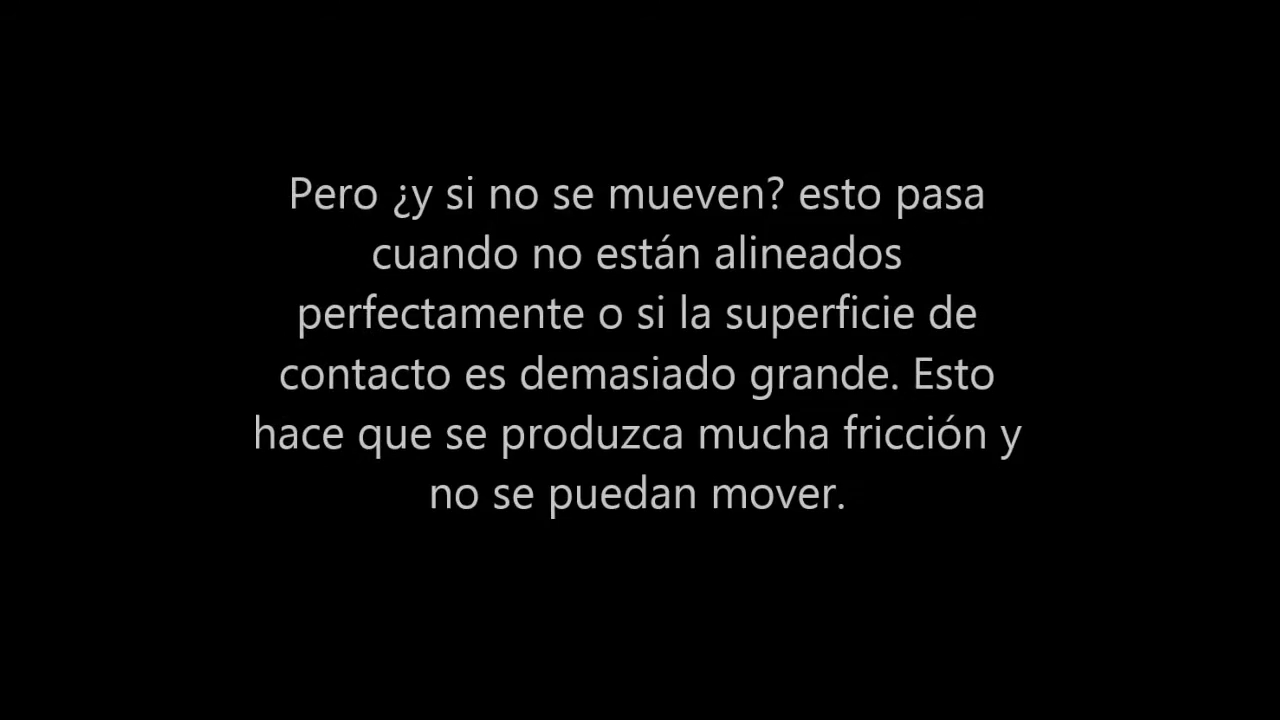 Pero ¿y si no se mueven? esto pasa
cuando no están alineados
perfectamente o si la superficie de
contacto es demasiado grande. Esto
hace que se produzca mucha fricción y
no se puedan mover.